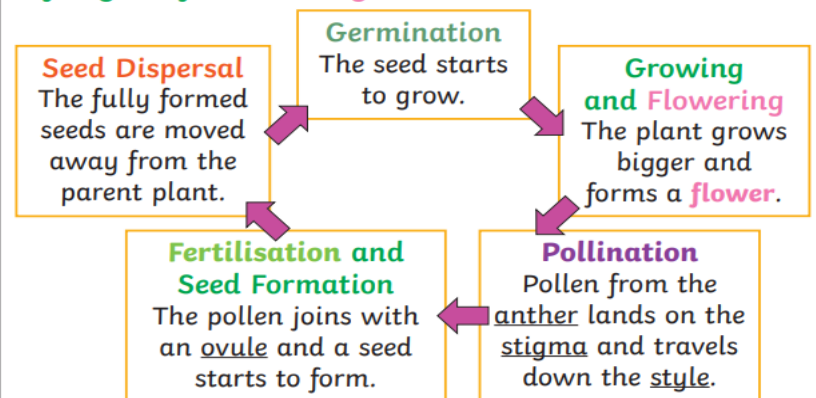 Germination
The seed starts
to grow.
Growing
and Flowering
The plant grows
bigger and
forms a flower.
Pollination
Pollen from the
anther lands on the
stigma and travels
down the style.
Fertilisation and
Seed Formation
The pollen joins with
an ovule and a seed
starts to form.
Seed Dispersal
The fully formed
seeds are moved
away from the
parent plant.